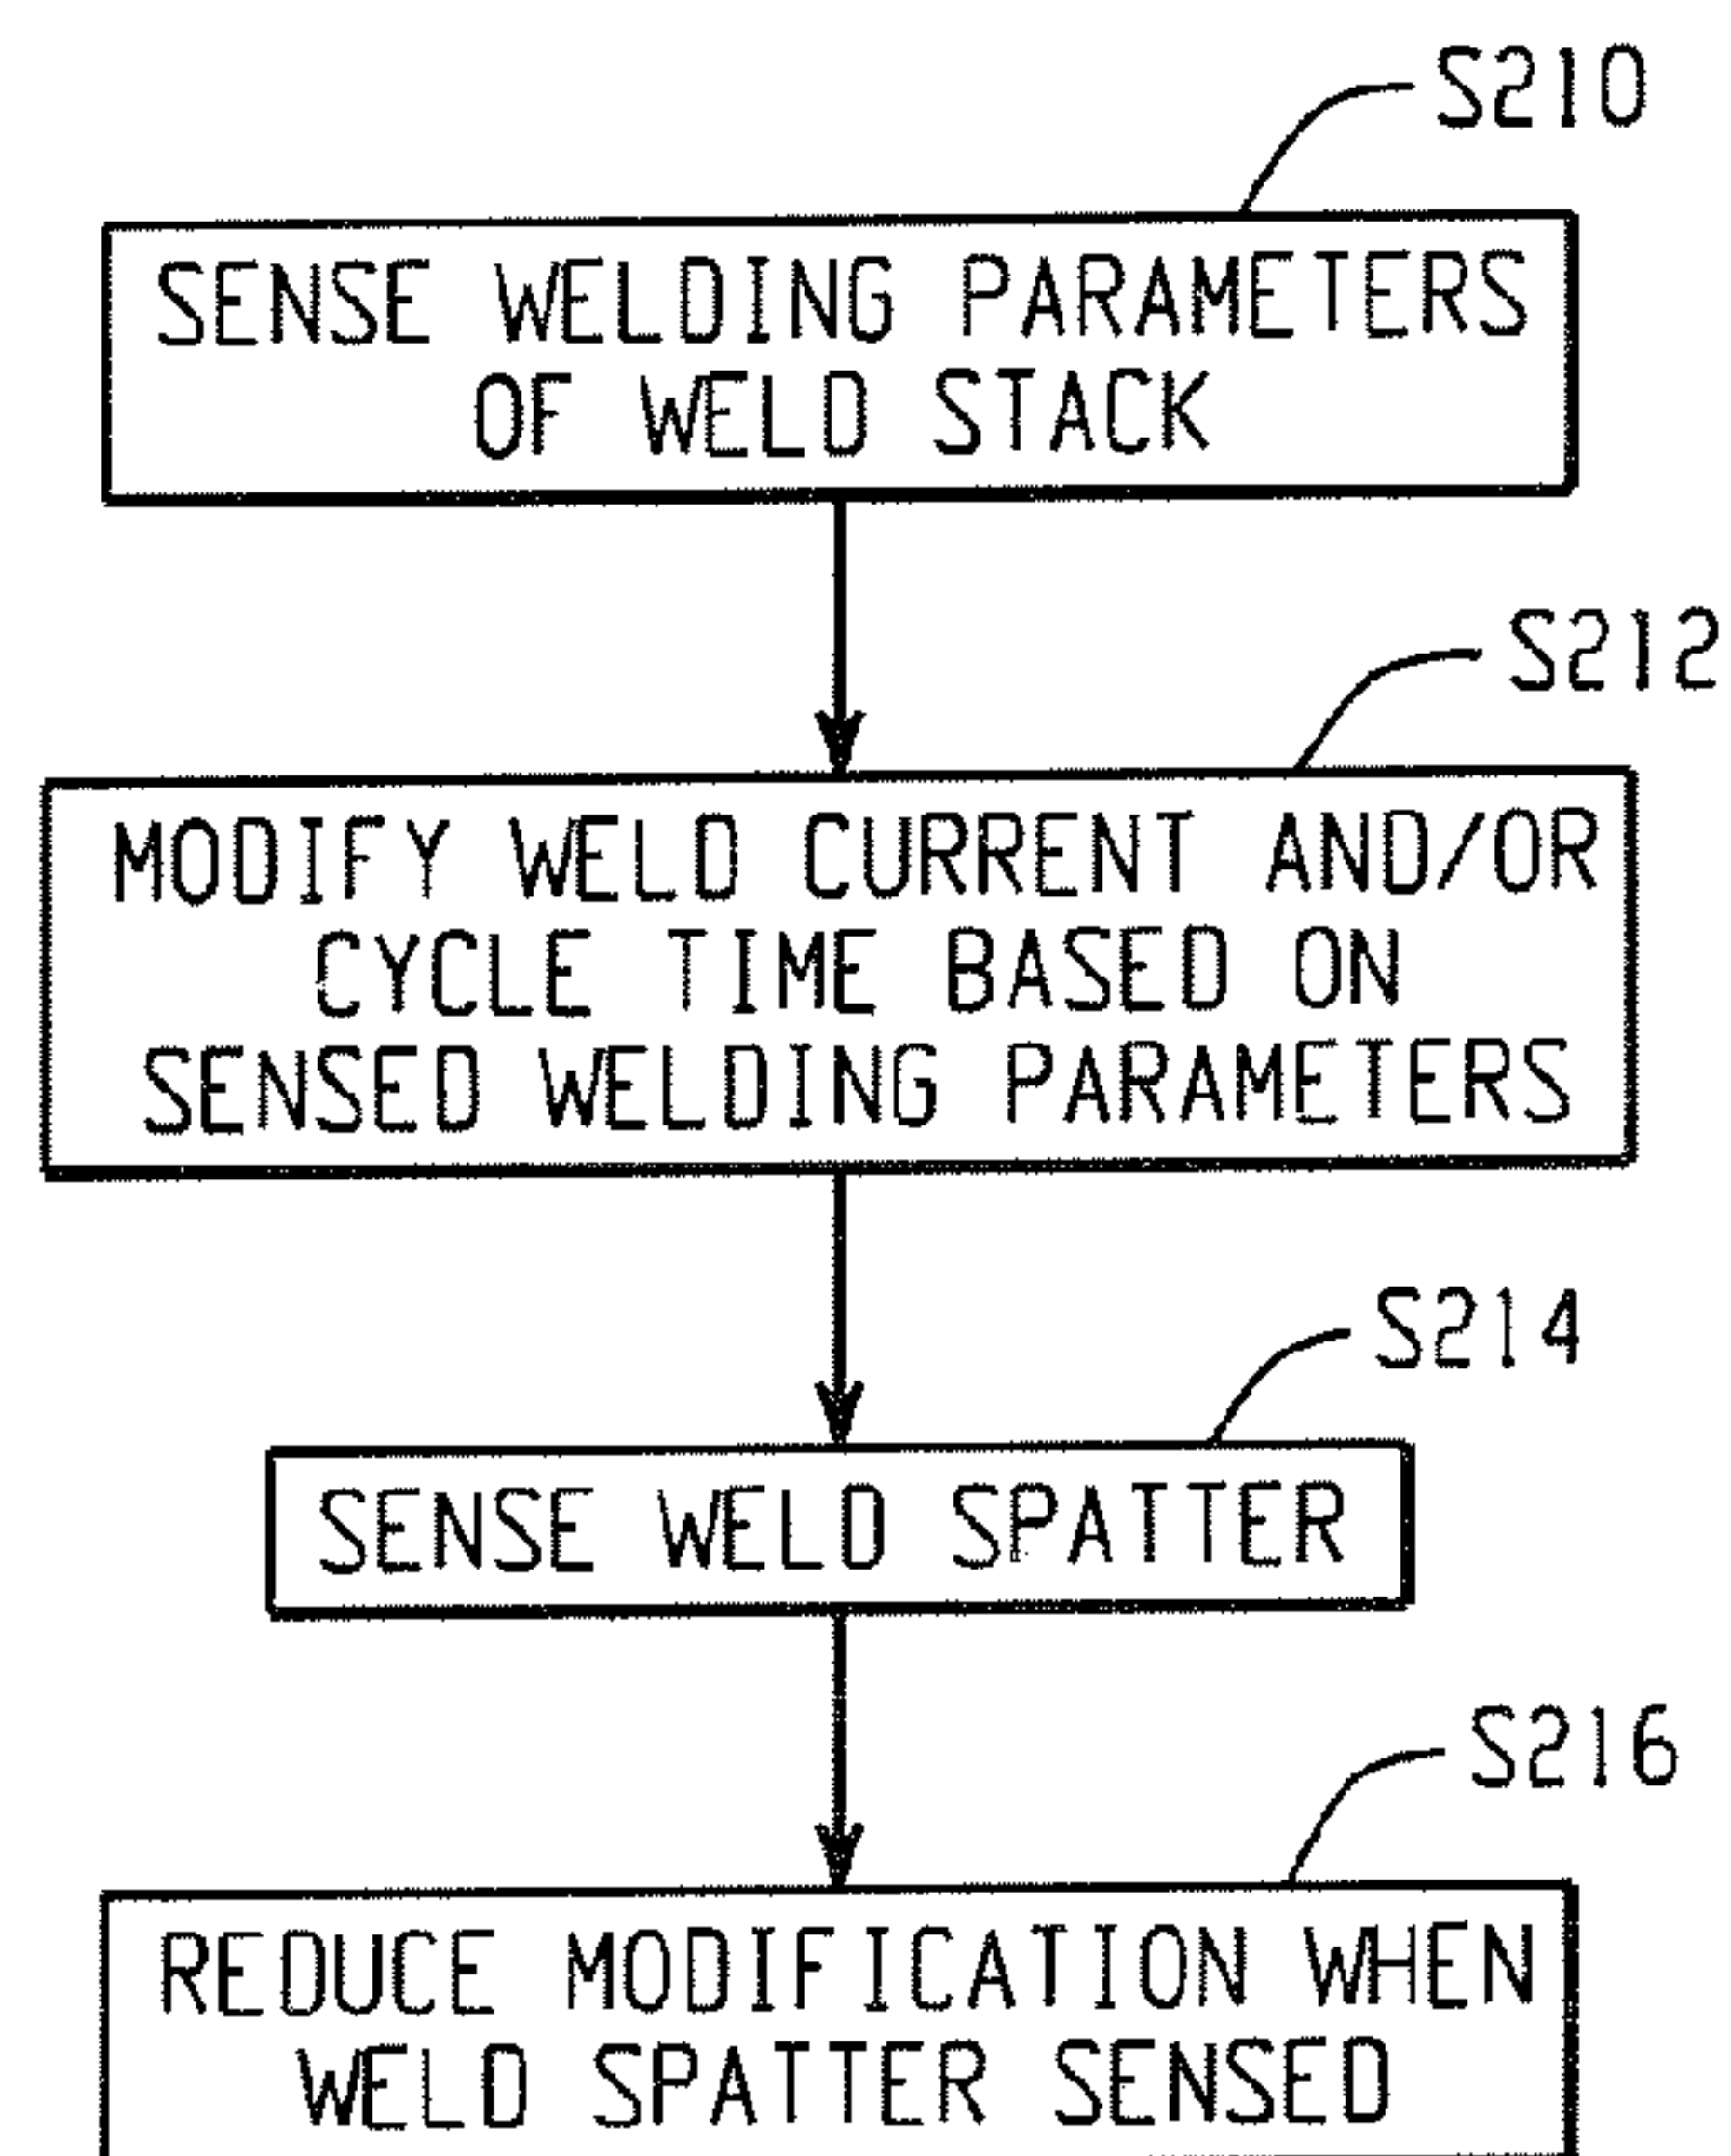 S210
SENSE WELDING PARAMETERS
OF WELD STACK
S212
MODIFY WELD CURRENT AND/OR
CYCLE TIME BASED ON
SENSED WELDING PARAMETERS
S214
SENSE WELD SPATTER
S216
REDUCE MODIFICATION WHEN
WELD SPATTER SENSED